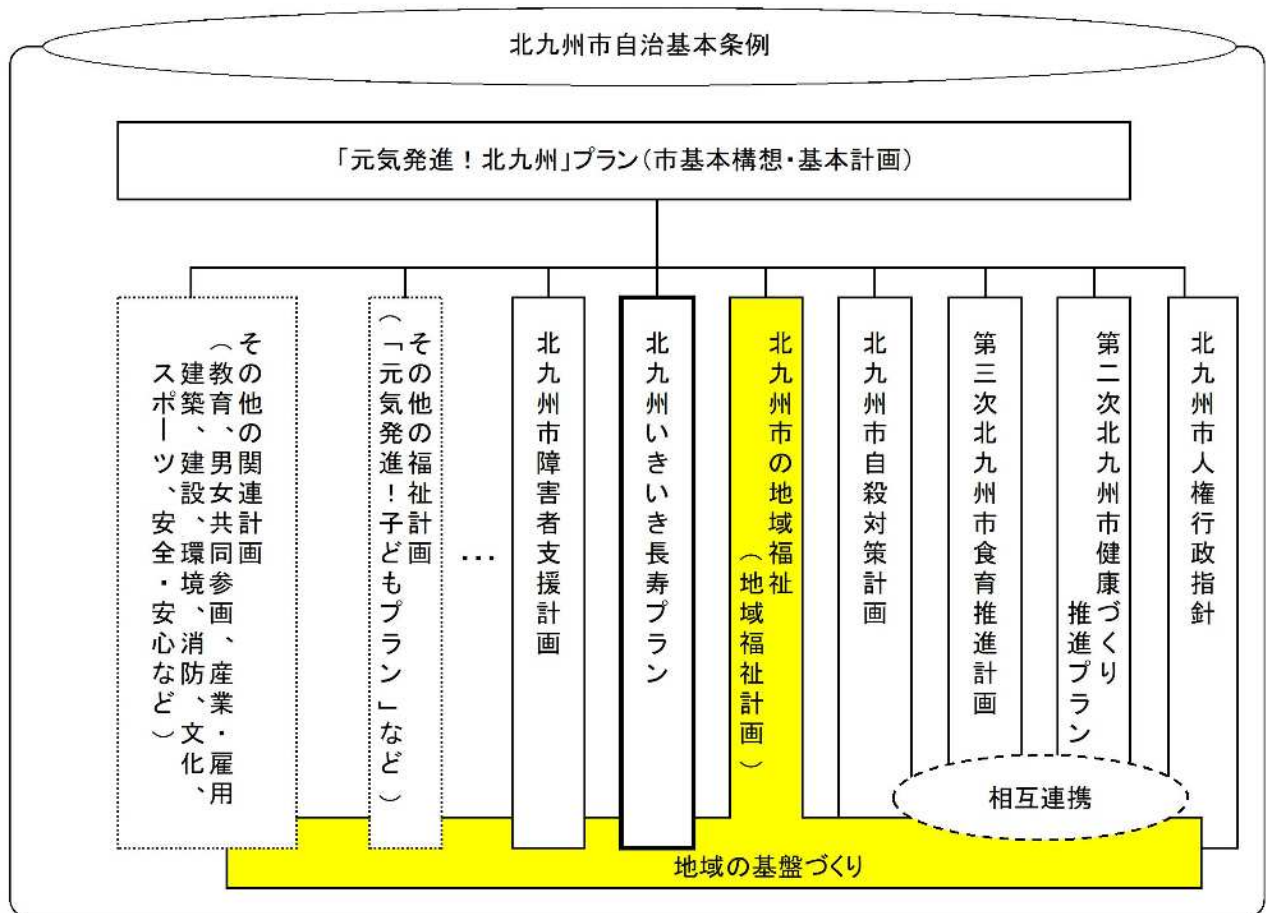 北九州市自治基本条例
「元気発進！北九州」プラン（市基本構想・基本計画）
その他の関連計画
（教育、男女共同参画、産業・雇用
建築、建設、環境、消防、文化、
スポーツ、安全・安心など）
その他の福祉計画
（「元気発進！子どもプラン」など）
…
北九州市障害者支援計画
北九州いきいき長寿プラン
北九州市の地域福祉
（地域福祉計画）
北九州市自殺対策計画
第三次北九州市食育推進計画
第二次北九州市健康づくり
推進プラン
北九州市人権行政指針
相互連携
地域の基盤づくり